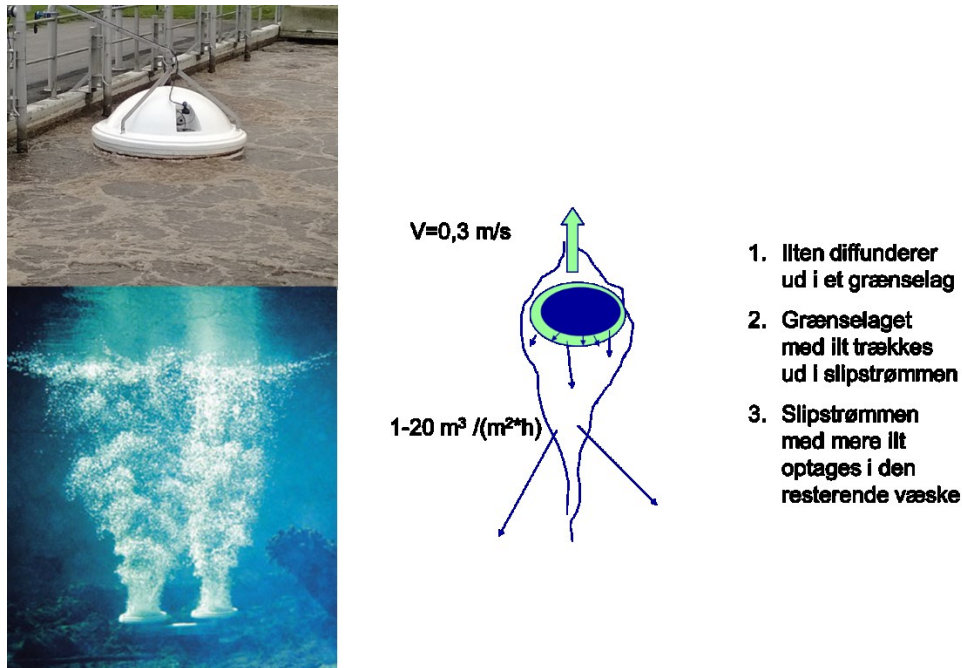 V=0,3 m/s
1-20 m³ /(m²*h)
1. Ilten diffunderer
ud i et grænselag
2. Grænselaget
med ilt trækkes
ud i slipstrømmen
3. Slipstrømmen
med mere ilt
optages i den
resterende væske